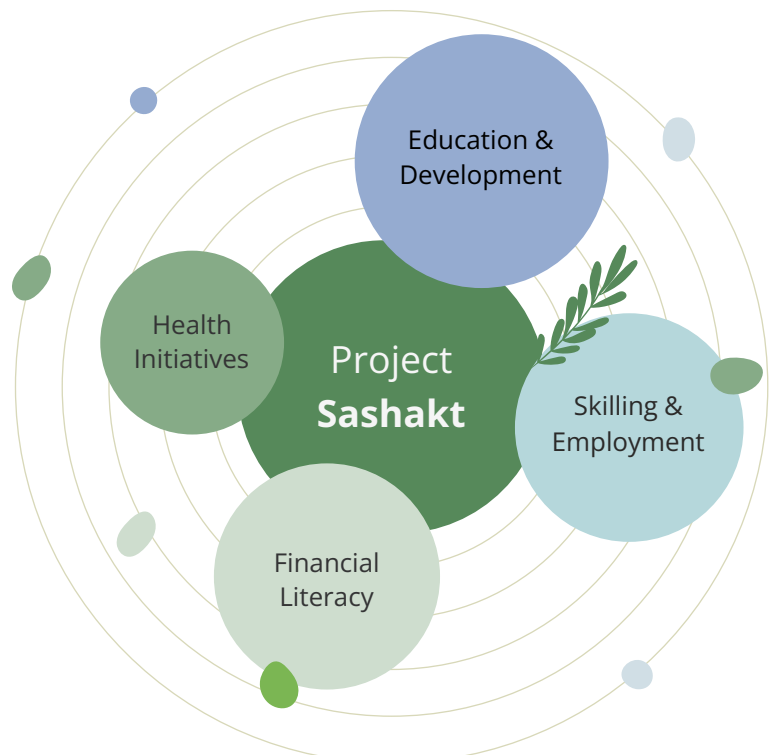 Education &
Development
Health
Initiatives
Project
Sashakt
Skilling &
Employment
Financial
Literacy